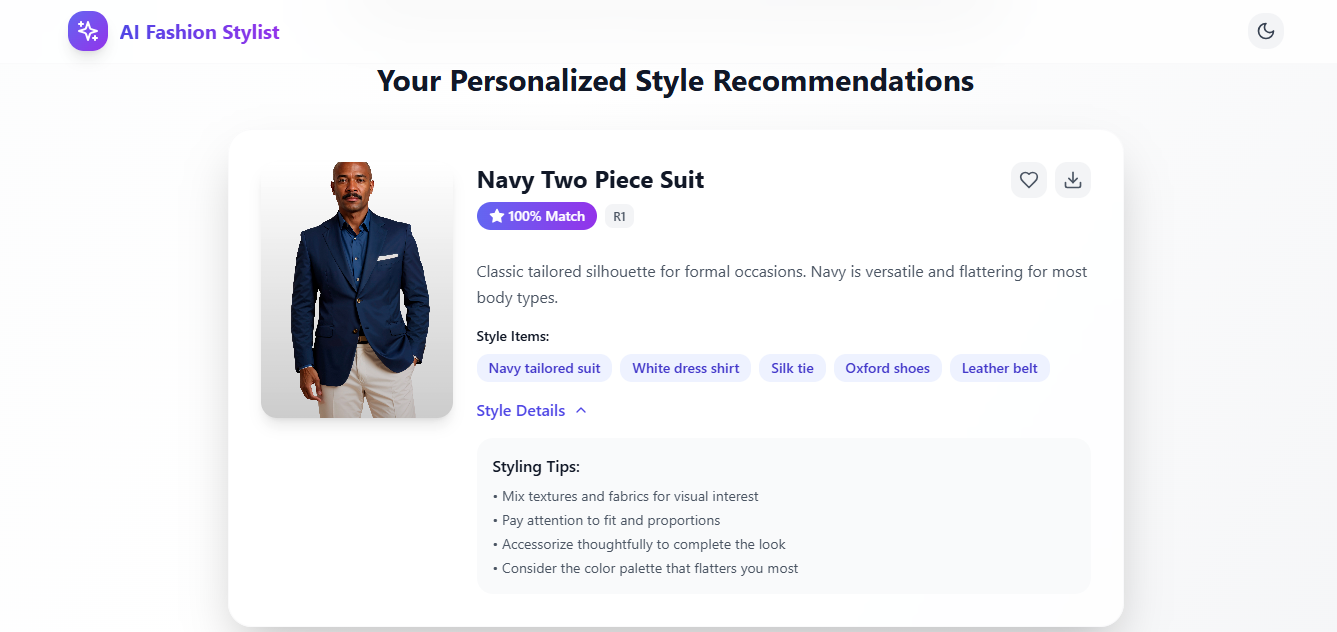 AI Fashion Stylist
Your Personalized Style Recommendations
Navy Two Piece Suit
100% Match
R1
Classic tailored silhouette for formal occasions. Navy is versatile and flattering for most
body types.
Style Items:
Navy tailored suit
White dress shirt
Silk tie
Oxford shoes
Leather belt
Style Details
Styling Tips:
• Mix textures and fabrics for visual interest
• Pay attention to fit and proportions
• Accessorize thoughtfully to complete the look
• Consider the color palette that flatters you most